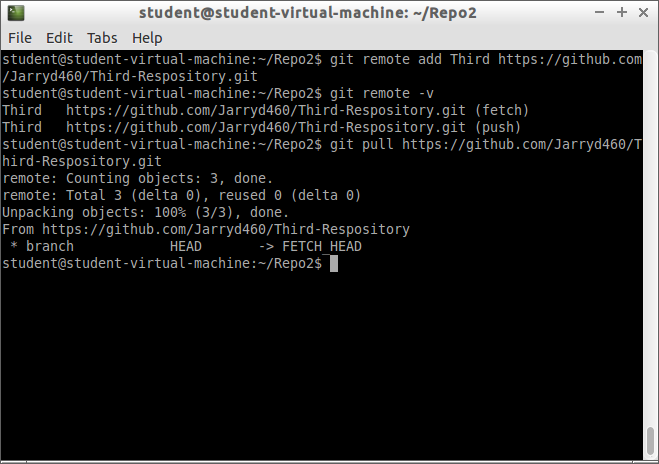 student@student-virtual-machine: ~/Repo2
File Edit Tabs Help
student@student-virtual-machine:~/Repo2$ git remote add Third https://github.com
/Jarryd460/Third-Respository.git
student@student-virtual-machine:~/Repo2$ git remote -v
Third   https://github.com/Jarryd460/Third-Respository.git (fetch)
Third   https://github.com/Jarryd460/Third-Respository.git (push)
student@student-virtual-machine:~/Repo2$ git pull https://github.com/Jarryd460/T
hird-Respository.git
remote: Counting objects: 3, done.
remote: Total 3 (delta 0), reused 0 (delta 0)
Unpacking objects: 100% (3/3), done.
From https://github.com/Jarryd460/Third-Respository
 * branch            HEAD       -> FETCH_HEAD
student@student-virtual-machine:~/Repo2$